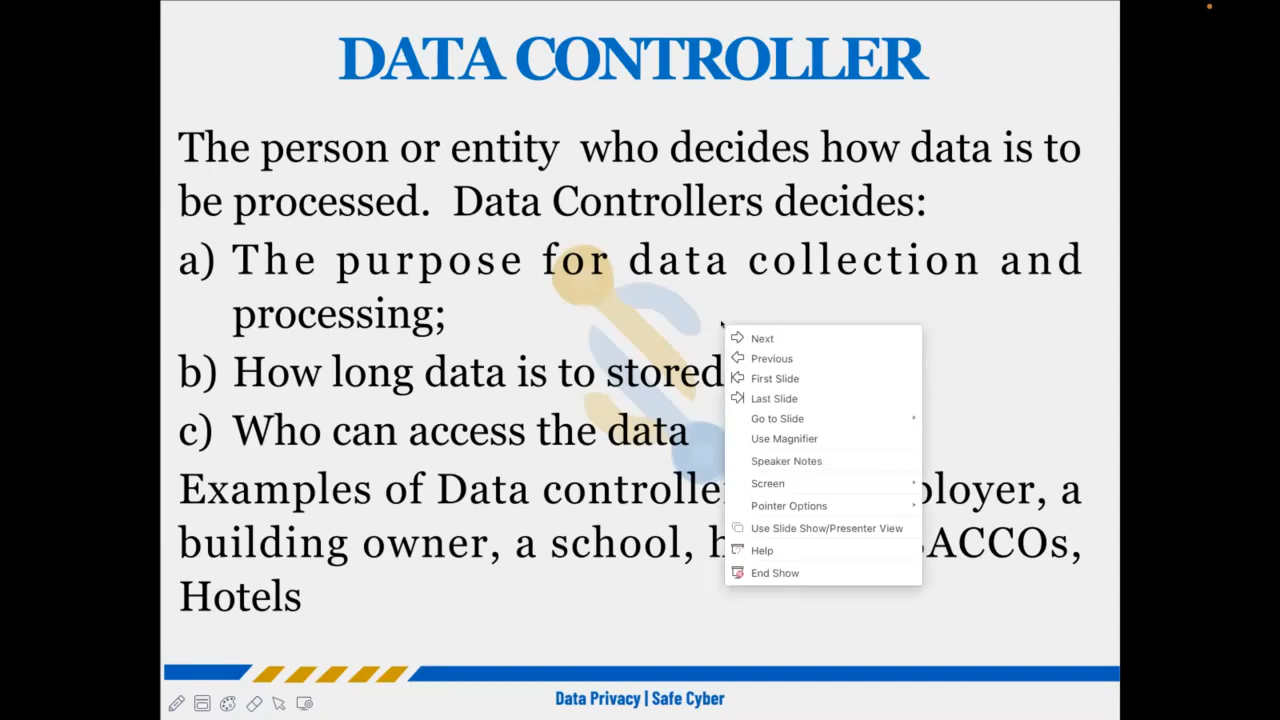 DATA CONTROLLER
The person or entity who decides how data is to
be processed. Data Controllers decides:
a) The purpose for data collection and
processing;
b) How long data is to stored
c) Who can access the data
Examples of Data
building owner, a school,
Hotels
Next
Previous
First Slide
Last Slide
Go to Slide
Use Magnifier
Speaker Notes
Screen
Pointer Options
Use Slide Show/Presenter View
Help
End Show
a
SACCOs,
Data Privacy | Safe Cyber